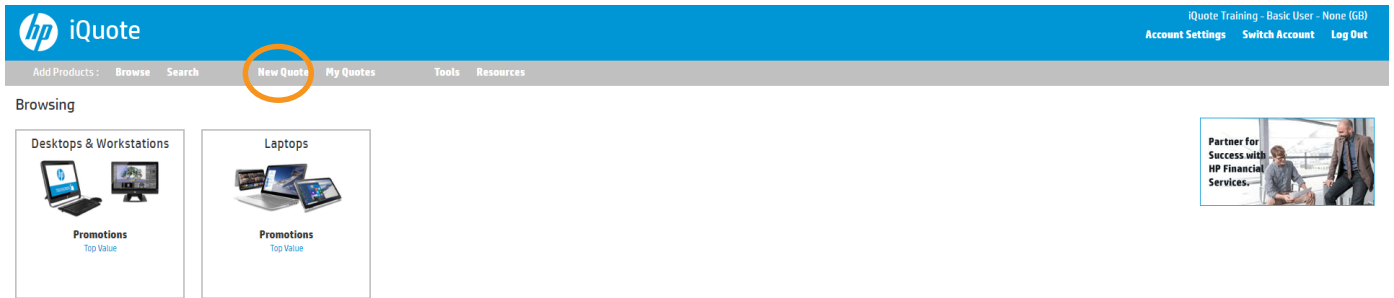 iQuote Training - Basic User - None (GB)
hp iQuote
Account Settings Switch Account Log Out
Add Products : Browse Search New Quote My Quotes Tools Resources
Browsing
Desktops & Workstations
Promotions
Top Value
Laptops
Promotions
Top Value
Partner for
Success with
HP Financial
Services.